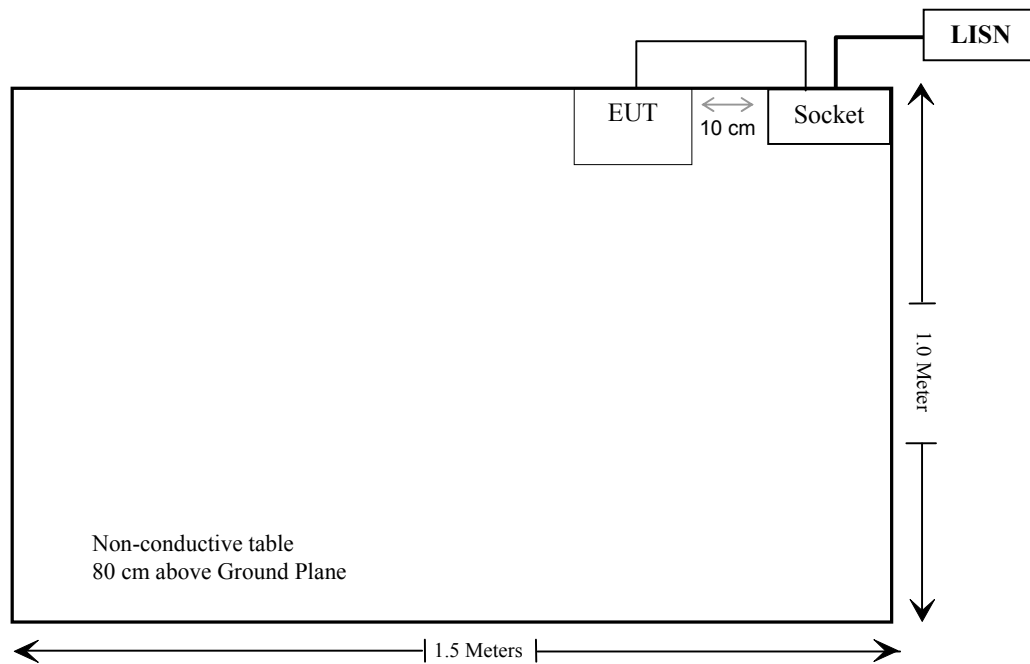 LISN
EUT
Socket
10 cm
1.0 Meter
Non-conductive table
80 cm above Ground Plane
1.5 Meters